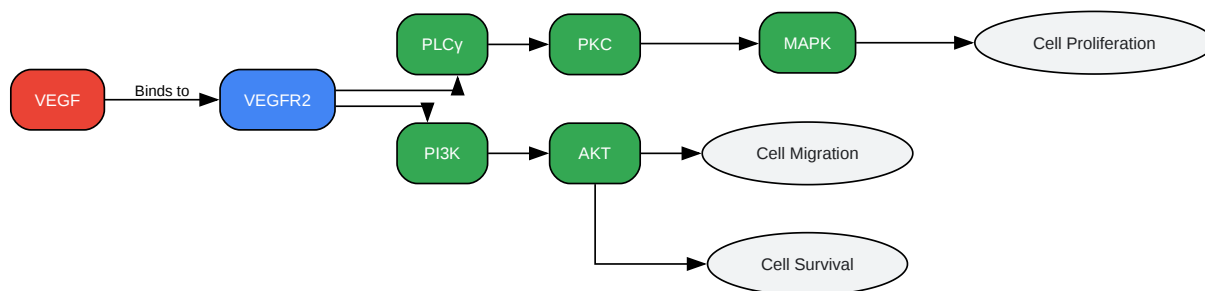 PLCγ
PKC
MAPK
Cell Proliferation
VEGF
Binds to
VEGFR2
PI3K
AKT
Cell Migration
Cell Survival